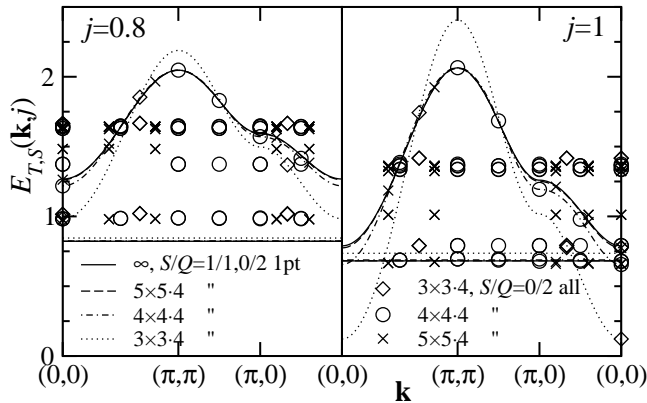 j=0.8
j=1
E_{T,S}(k,j)
2
1
0
∞, S/Q=1/1,0/2 1pt
5×5·4 "
4×4·4 "
3×3·4 "
3×3·4, S/Q=0/2 all
4×4·4 "
5×5·4 "
(0,0) (π,π) (π,0) (0,0) (π,π) (π,0) (0,0)
k